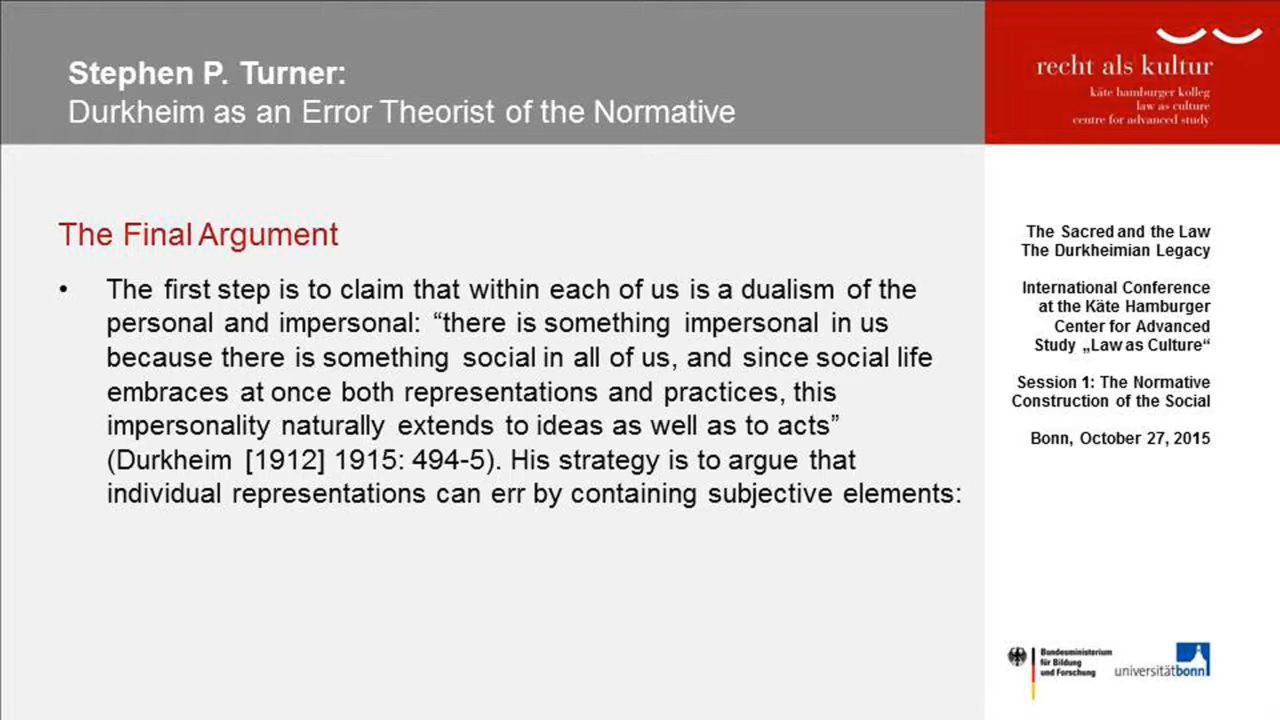 Stephen P. Turner:
Durkheim as an Error Theorist of the Normative
recht als kultur
käte hamburger kolleg
law as culture
centre for advanced study
The Final Argument
• The first step is to claim that within each of us is a dualism of the
personal and impersonal: “there is something impersonal in us
because there is something social in all of us, and since social life
embraces at once both representations and practices, this
impersonality naturally extends to ideas as well as to acts”
(Durkheim [1912] 1915: 494-5). His strategy is to argue that
individual representations can err by containing subjective elements:
The Sacred and the Law
The Durkheimian Legacy
International Conference
at the Käte Hamburger
Center for Advanced
Study „Law as Culture“
Session 1: The Normative
Construction of the Social
Bonn, October 27, 2015
Bundesministerium
für Bildung
und Forschung
universitätbonn